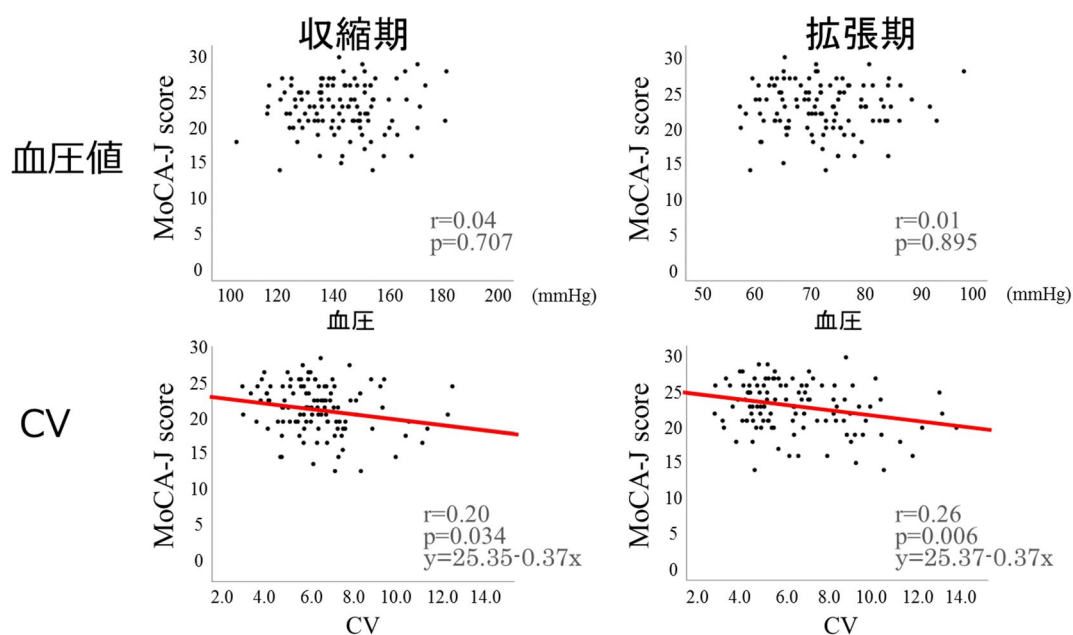 収縮期
拡張期
血圧値
MoCA-J score
30
25
20
15
10
5
0
r=0.04
p=0.707
100 120 140 160 180 200 (mmHg)
血圧
MoCA-J score
30
25
20
15
10
5
0
r=0.01
p=0.895
50 60 70 80 90 100 (mmHg)
血圧
CV
MoCA-J score
30
25
20
15
10
5
0
r=0.20
p=0.034
y=25.35-0.37x
2.0 4.0 6.0 8.0 10.0 12.0 14.0
CV
MoCA-J score
30
25
20
15
10
5
0
r=0.26
p=0.006
y=25.37-0.37x
2.0 4.0 6.0 8.0 10.0 12.0 14.0
CV